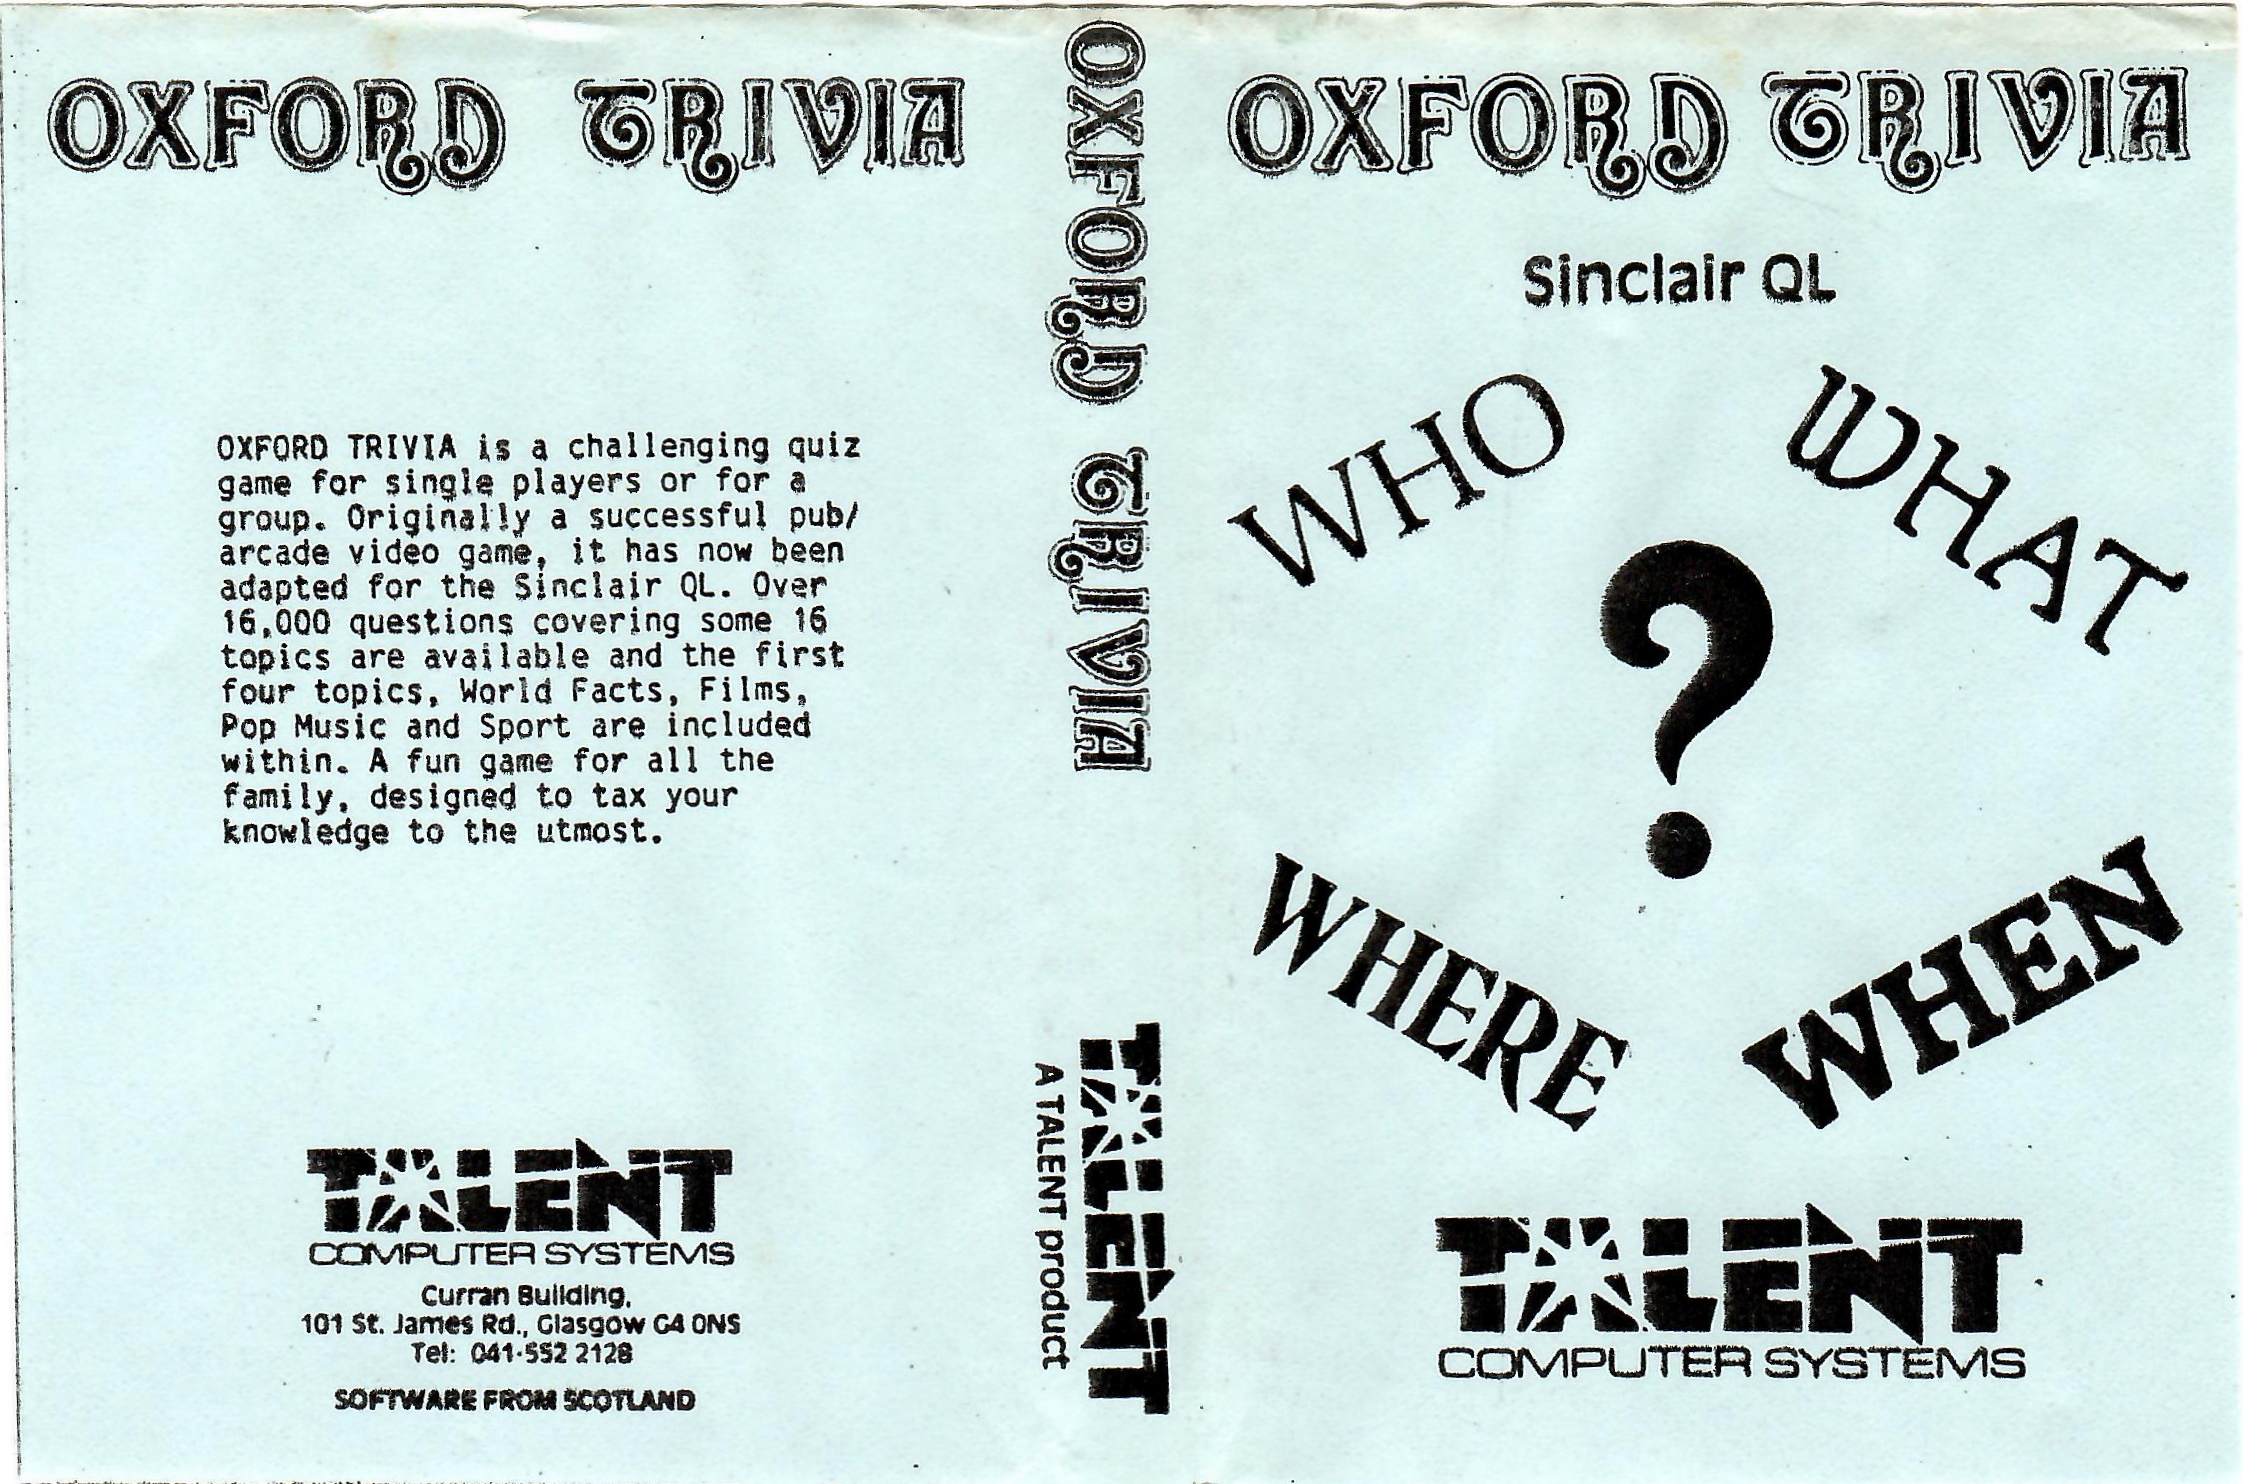 OXFORD TRIVIA
OXFORD TRIVIA is a challenging quiz
game for single players or for a
group. Originally a successful pub/
arcade video game, it has now been
adapted for the Sinclair QL. Over
16,000 questions covering some 16
topics are available and the first
four topics, World Facts, Films,
Pop Music and Sport are included
within. A fun game for all the
family, designed to tax your
knowledge to the utmost.
TALENT
COMPUTER SYSTEMS
Curran Building,
101 St. James Rd., Glasgow G4 0NS
Tel: 041-552 2128
SOFTWARE FROM SCOTLAND
OXFORD TRIVIA
TALENT
A TALENT product
OXFORD TRIVIA
Sinclair QL
WHO
WHAT
?
WHERE
WHEN
TALENT
COMPUTER SYSTEMS